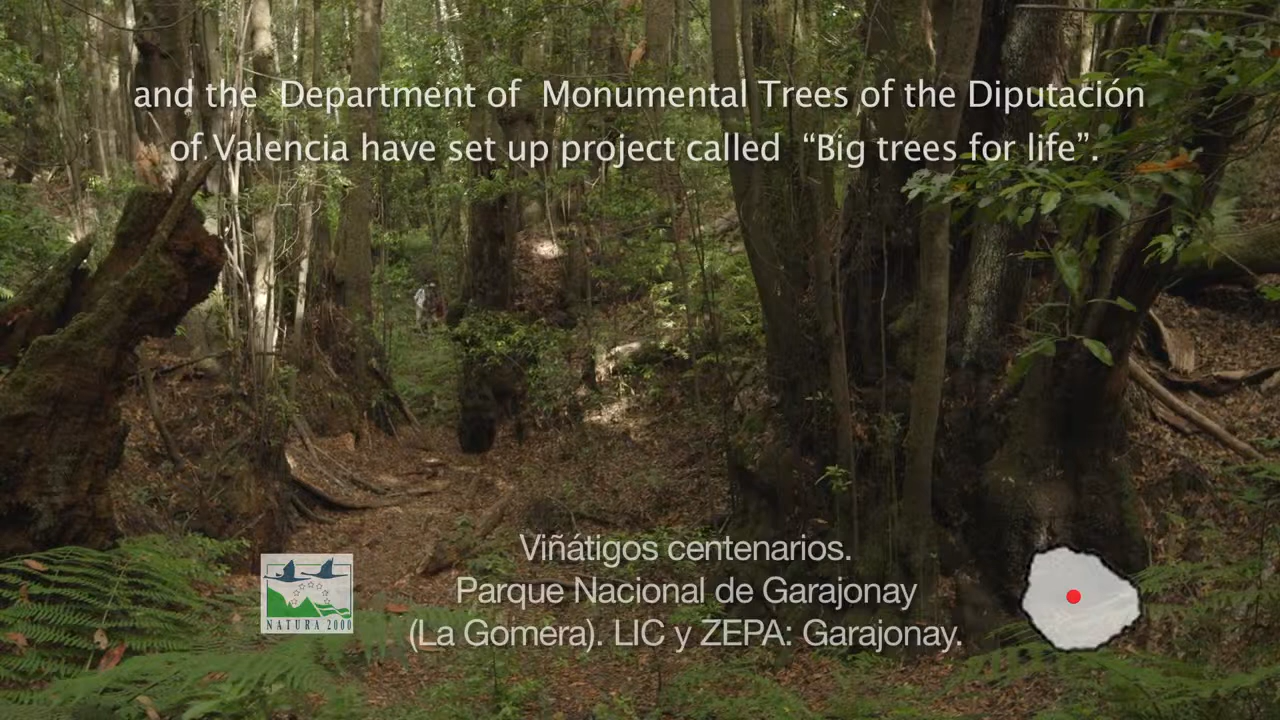 and the Department of Monumental Trees of the Diputación
of Valencia have set up project called “Big trees for life”.
Viñátigos centenarios.
Parque Nacional de Garajonay
(La Gomera). LIC y ZEPA: Garajonay.
NATURA 2000